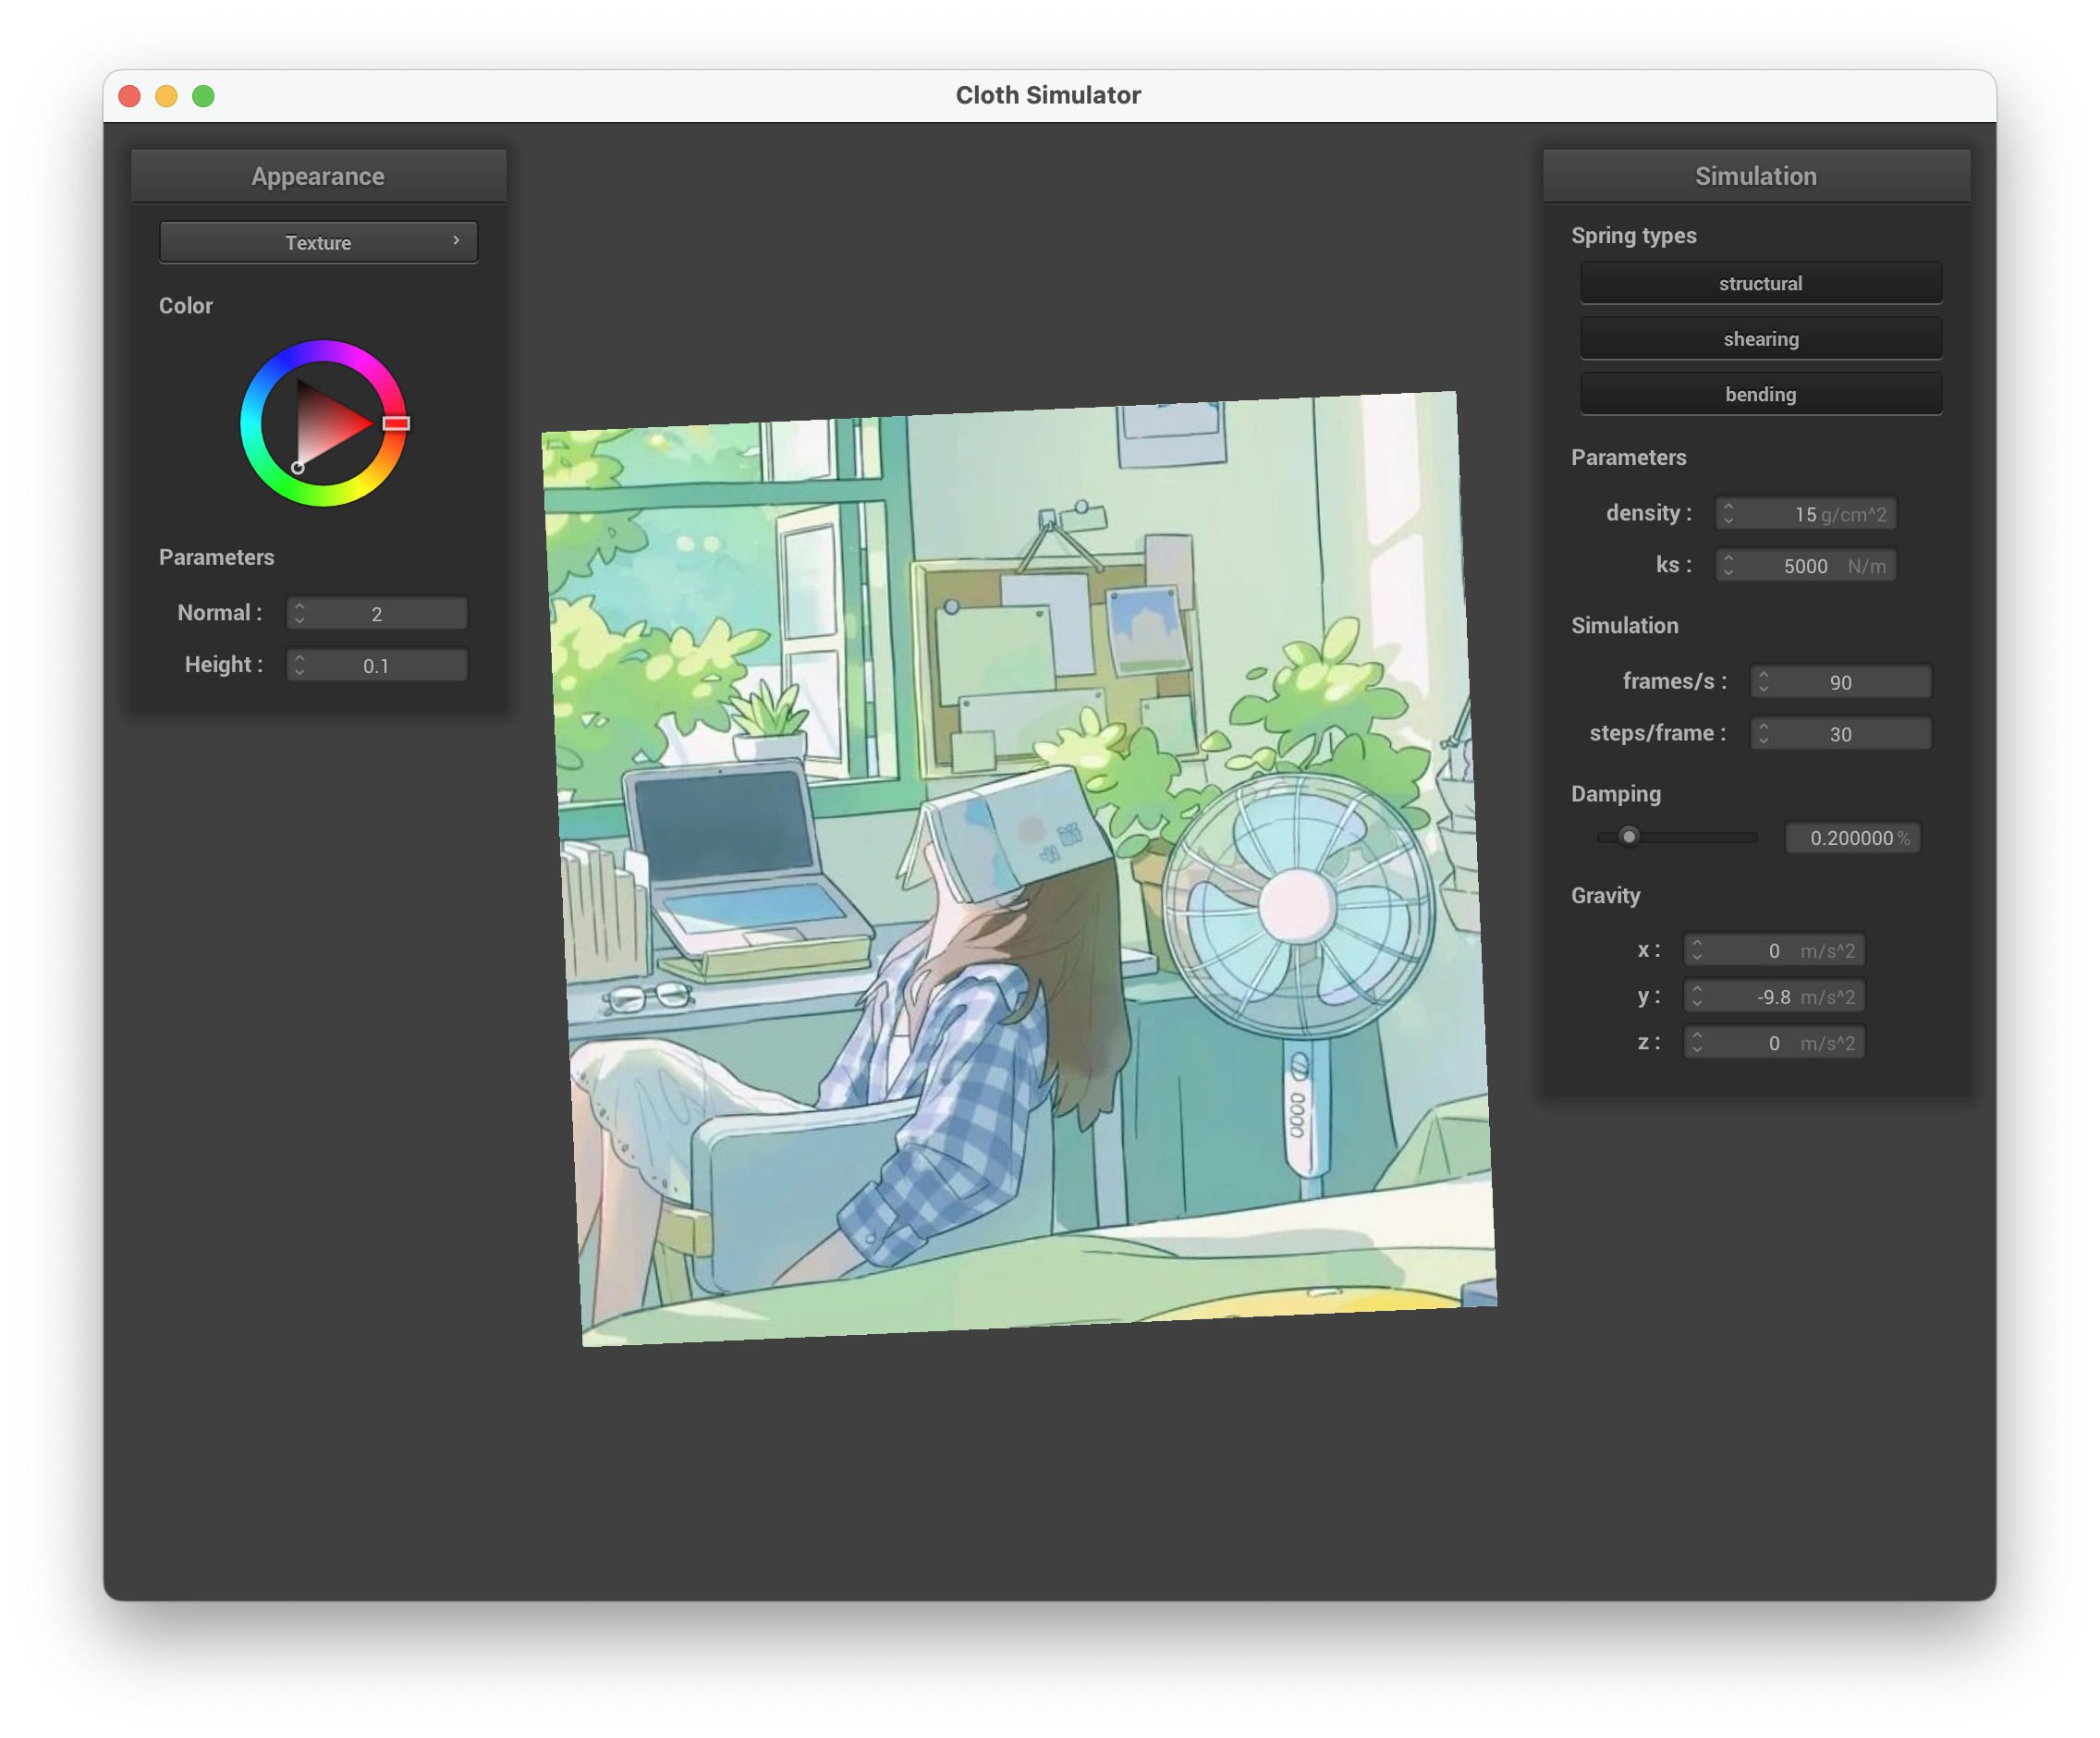 Cloth Simulator
Appearance
Texture
Color
Parameters
Normal : 2
Height : 0.1
Simulation
Spring types
structural
shearing
bending
Parameters
density : 15 g/cm^2
ks : 5000 N/m
Simulation
frames/s : 90
steps/frame : 30
Damping
0.200000 %
Gravity
x : 0 m/s^2
y : -9.8 m/s^2
z : 0 m/s^2